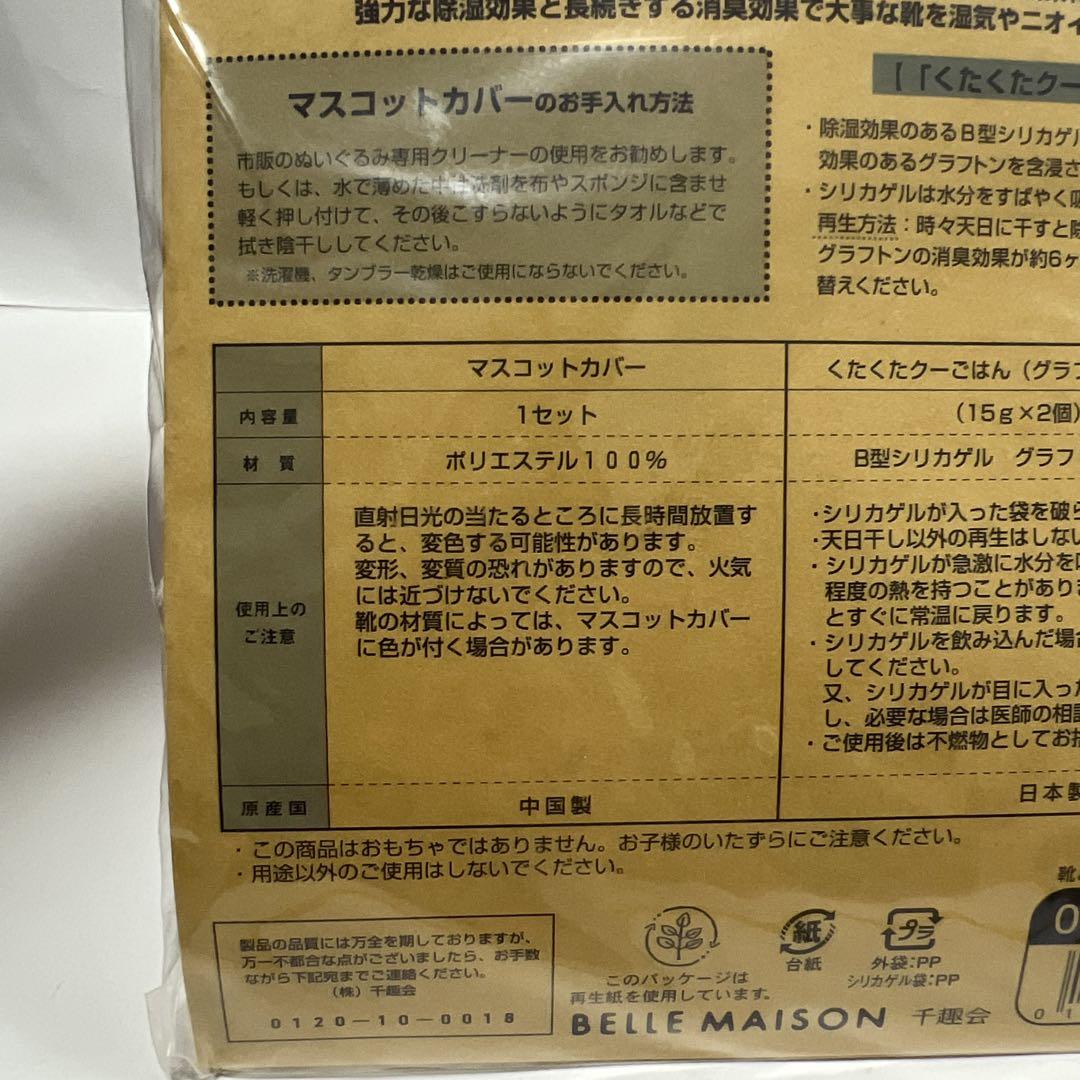 強力な除湿効果と長続きする消臭効果で大事な靴を湿気やニオイ
マスコットカバーのお手入れ方法
市販のぬいぐるみ専用クリーナーの使用をお勧めします。
もしくは、水で薄めた中性洗剤を布やスポンジに含ませ
軽く押し付けて、その後こすらないようにタオルなどで
拭き陰干ししてください。
※洗濯機、タンブラー乾燥はご使用にならないでください。
【「くたくたクー
・除湿効果のあるB型シリカゲル
効果のあるグラフトンを含浸さ
・シリカゲルは水分をすばやく吸
再生方法：時々天日に干すと除
グラフトンの消臭効果が約6ヶ
替えください。
マスコットカバー
くたくたクーごはん（グラフ
内容量
1セット
（15g×2個）
材質
ポリエステル100%
B型シリカゲル グラフ
使用上の
ご注意
直射日光の当たるところに長時間放置す
ると、変色する可能性があります。
変形、変質の恐れがありますので、火気
には近づけないでください。
靴の材質によっては、マスコットカバー
に色が付く場合があります。
・シリカゲルが入った袋を破ら
・天日干し以外の再生はしない
・シリカゲルが急激に水分を吸
程度の熱を持つことがありま
とすぐに常温に戻ります。
・シリカゲルを飲み込んだ場合
してください。
又、シリカゲルが目に入った
し、必要な場合は医師の相談
・ご使用後は不燃物としてお捨
原産国
中国製
日本製
・この商品はおもちゃではありません。お子様のいたずらにご注意ください。
・用途以外のご使用はしないでください。
製品の品質には万全を期しておりますが、
万一不都合な点がございましたら、お手数
ながら下記宛までご連絡ください。
（株）千趣会
0120-10-0018
このパッケージは
再生紙を使用しています。
紙
台紙
プラ
外袋:PP
シリカゲル袋:PP
BELLE MAISON 千趣会
靴
0
0 1